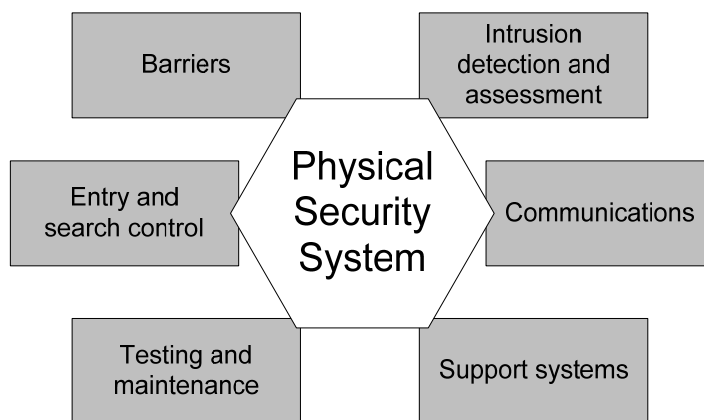 Barriers
Intrusion
detection and
assessment
Physical
Security
System
Entry and
search control
Communications
Testing and
maintenance
Support systems